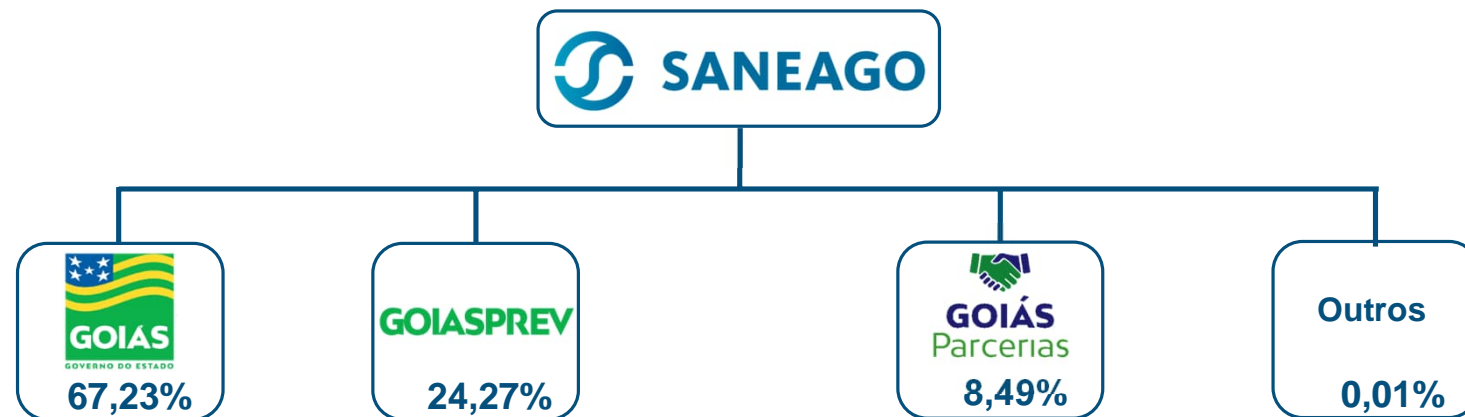 SANEAGO
GOIÁS
GOVERNO DO ESTADO
67,23%
GOIASPREV
24,27%
GOIÁS
Parcerias
8,49%
Outros
0,01%